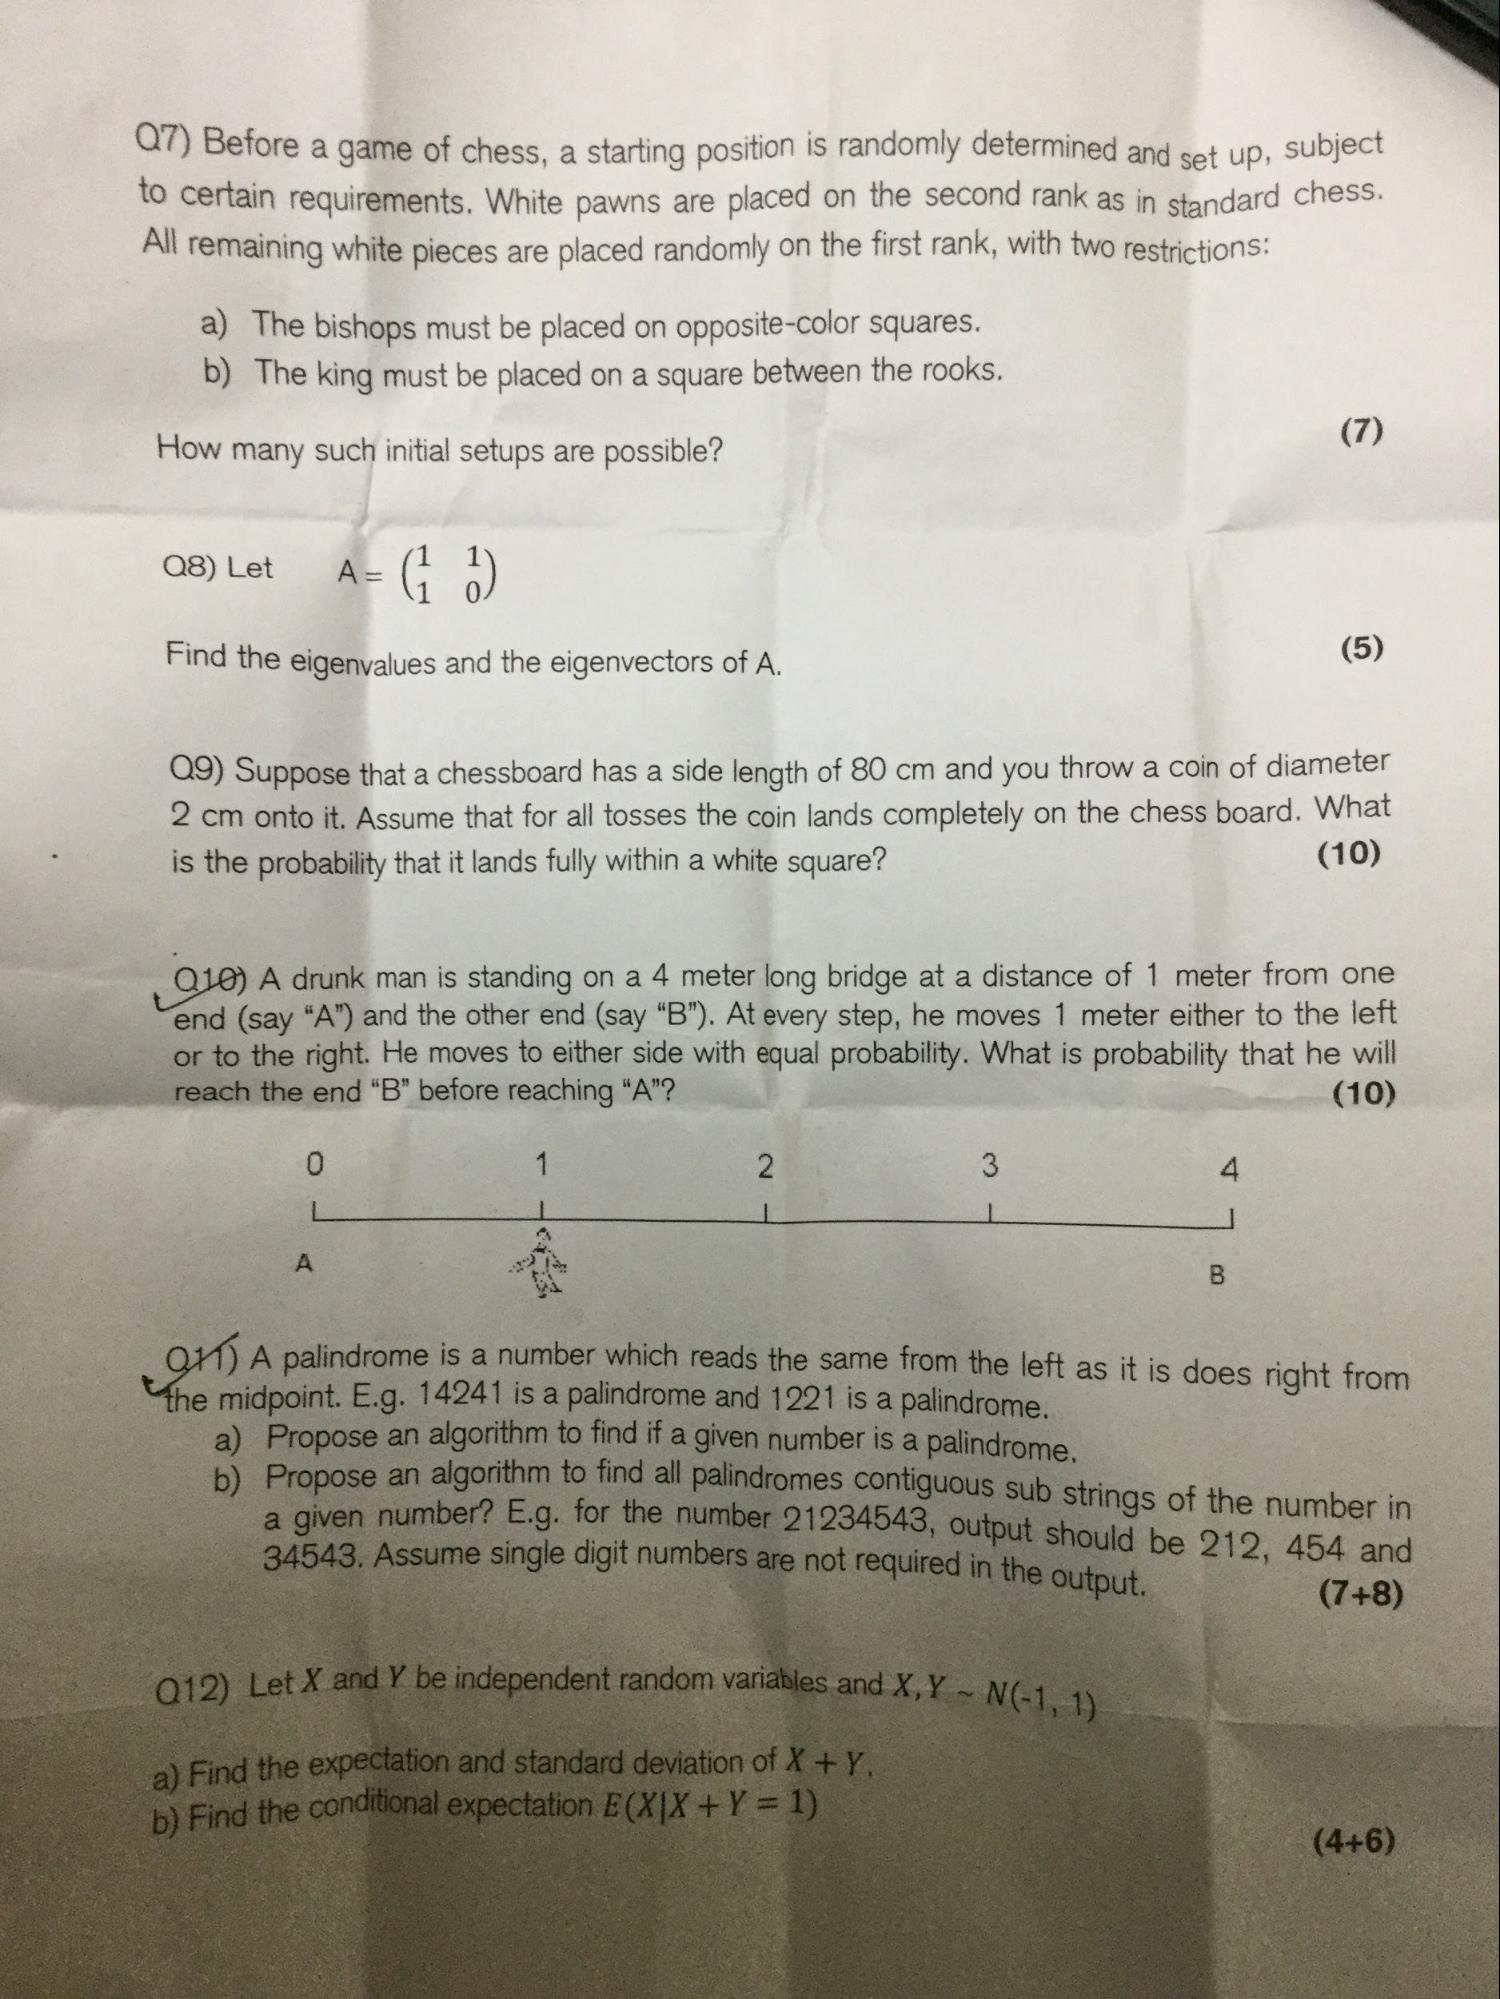 Q7) Before a game of chess, a starting position is randomly determined and set up, subject
to certain requirements. White pawns are placed on the second rank as in standard chess.
All remaining white pieces are placed randomly on the first rank, with two restrictions:
a) The bishops must be placed on opposite-color squares.
b) The king must be placed on a square between the rooks.
(7)
How many such initial setups are possible?
Q8) Let A = (1 1
1 0)
Find the eigenvalues and the eigenvectors of A. (5)
Q9) Suppose that a chessboard has a side length of 80 cm and you throw a coin of diameter
2 cm onto it. Assume that for all tosses the coin lands completely on the chess board. What
is the probability that it lands fully within a white square? (10)
Q10) A drunk man is standing on a 4 meter long bridge at a distance of 1 meter from one
end (say “A”) and the other end (say “B”). At every step, he moves 1 meter either to the left
or to the right. He moves to either side with equal probability. What is probability that he will
reach the end “B” before reaching “A”? (10)
0 1 2 3 4
A B
Q11) A palindrome is a number which reads the same from the left as it is does right from
the midpoint. E.g. 14241 is a palindrome and 1221 is a palindrome.
a) Propose an algorithm to find if a given number is a palindrome.
b) Propose an algorithm to find all palindromes contiguous sub strings of the number in
a given number? E.g. for the number 21234543, output should be 212, 454 and
34543. Assume single digit numbers are not required in the output.
(7+8)
Q12) Let X and Y be independent random variables and X, Y ~ N(-1, 1)
a) Find the expectation and standard deviation of X + Y.
b) Find the conditional expectation E(X|X + Y = 1)
(4+6)